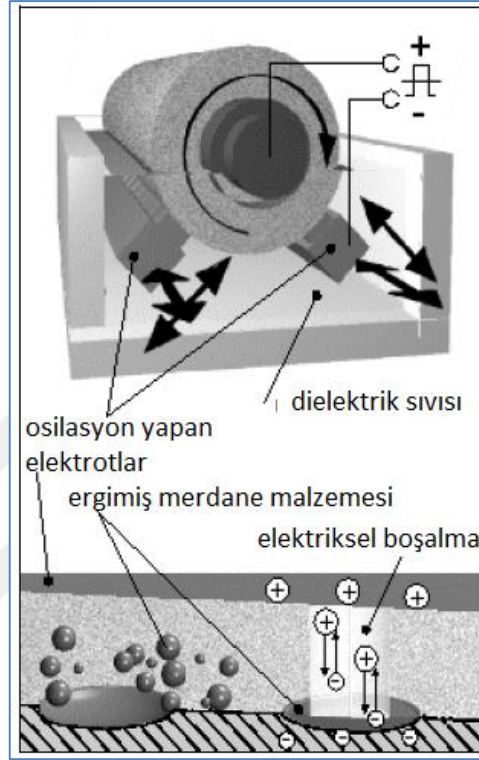 +
-
dielektrik sıvısı
osilasyon yapan
elektrotlar
ergimiş merdane malzemesi
elektriksel boşalma
+ + +
+
+
-
-
- - -